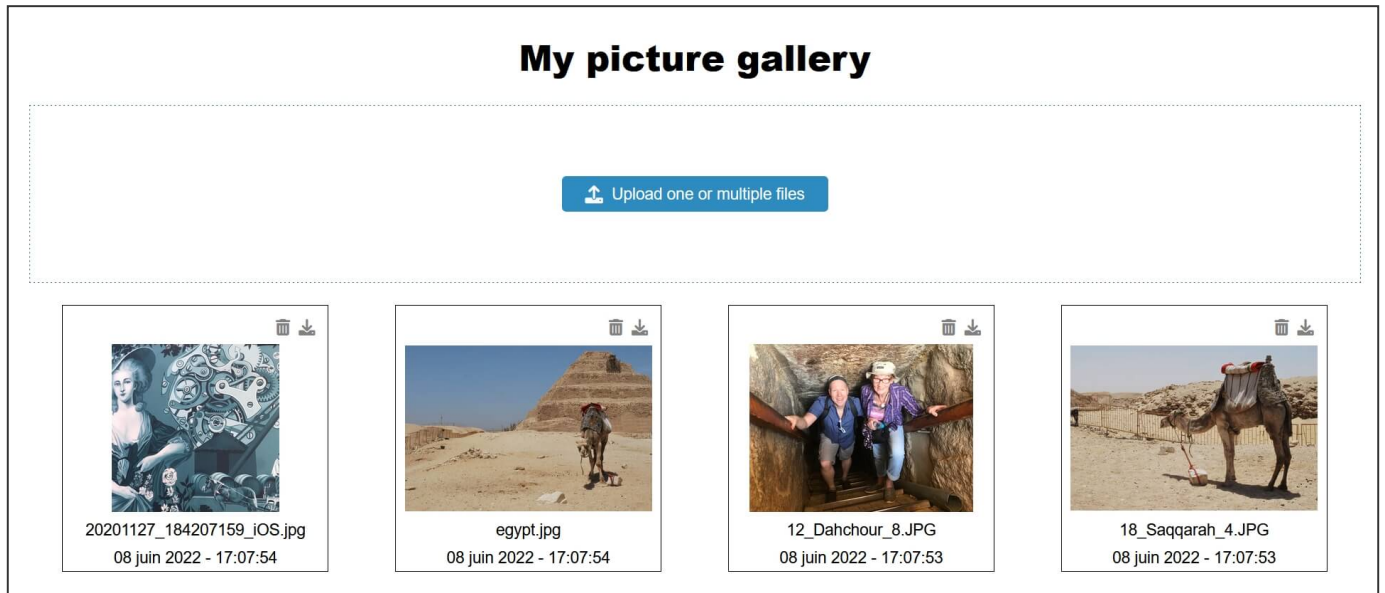 My picture gallery
Upload one or multiple files
20201127_184207159_iOS.jpg
08 juin 2022 - 17:07:54
egypt.jpg
08 juin 2022 - 17:07:54
12_Dahchour_8.JPG
08 juin 2022 - 17:07:53
18_Saqqarah_4.JPG
08 juin 2022 - 17:07:53